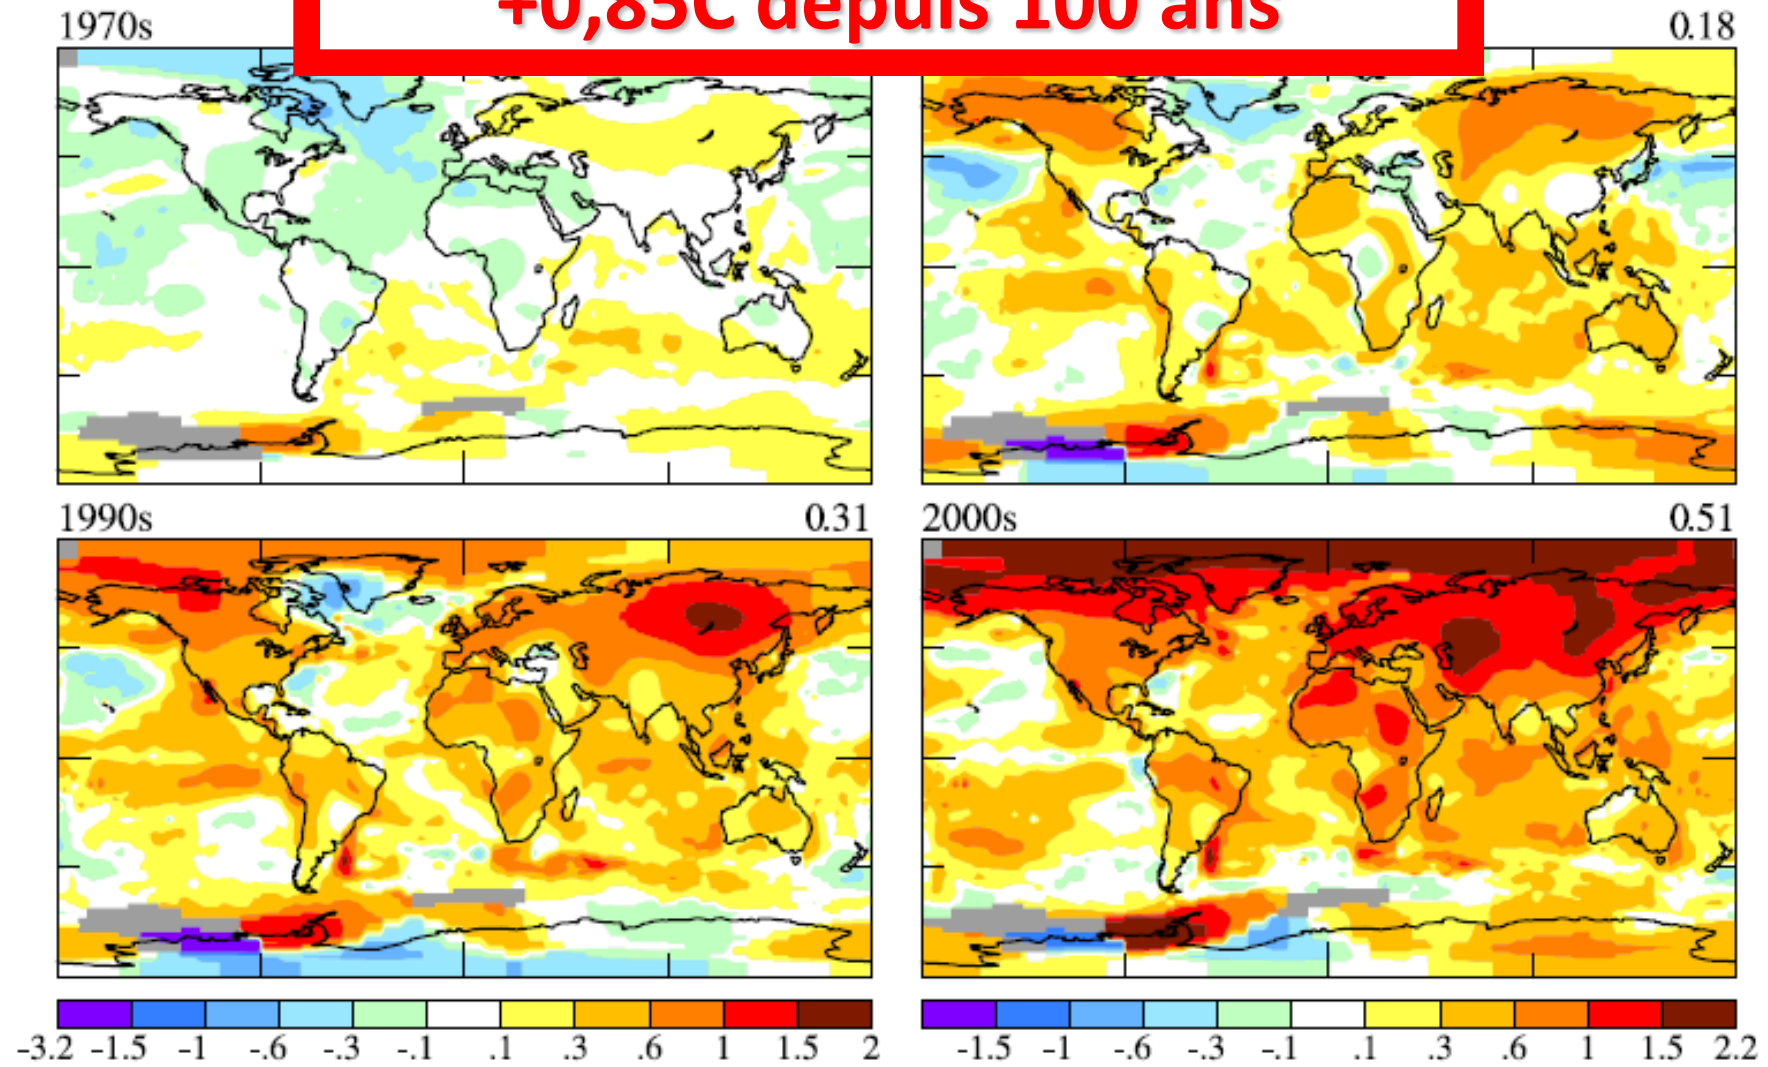 +0,85C depuis 100 ans
1970s
0.18
1990s
0.31
2000s
0.51
-3.2 -1.5 -1 -.6 -.3 -.1 .1 .3 .6 1 1.5 2
-1.5 -1 -.6 -.3 -.1 .1 .3 .6 1 1.5 2.2